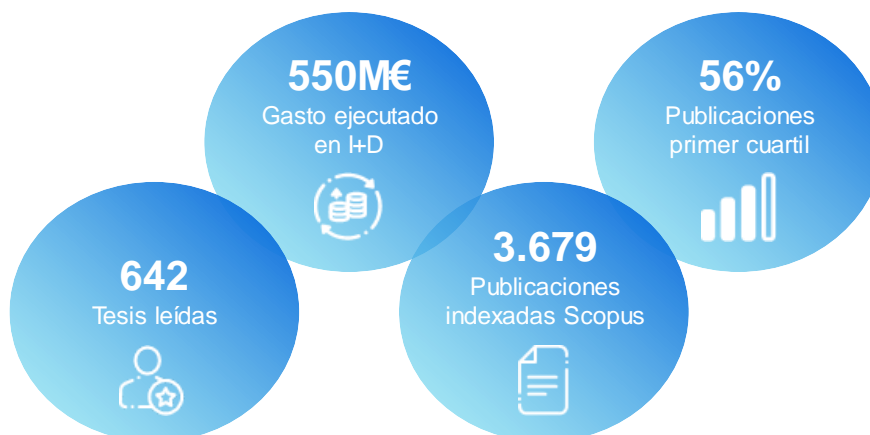 550M€
Gasto ejecutado
en I+D
56%
Publicaciones
primer cuartil
642
Tesis leídas
3.679
Publicaciones
indexadas Scopus